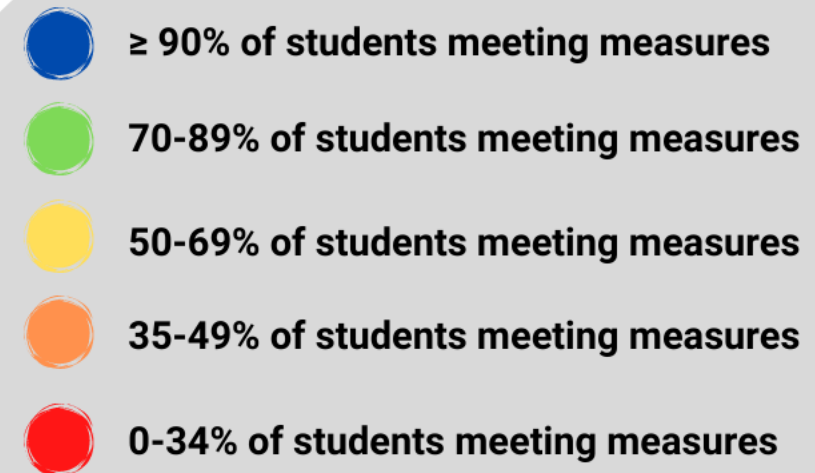 ≥ 90% of students meeting measures
70-89% of students meeting measures
50-69% of students meeting measures
35-49% of students meeting measures
0-34% of students meeting measures